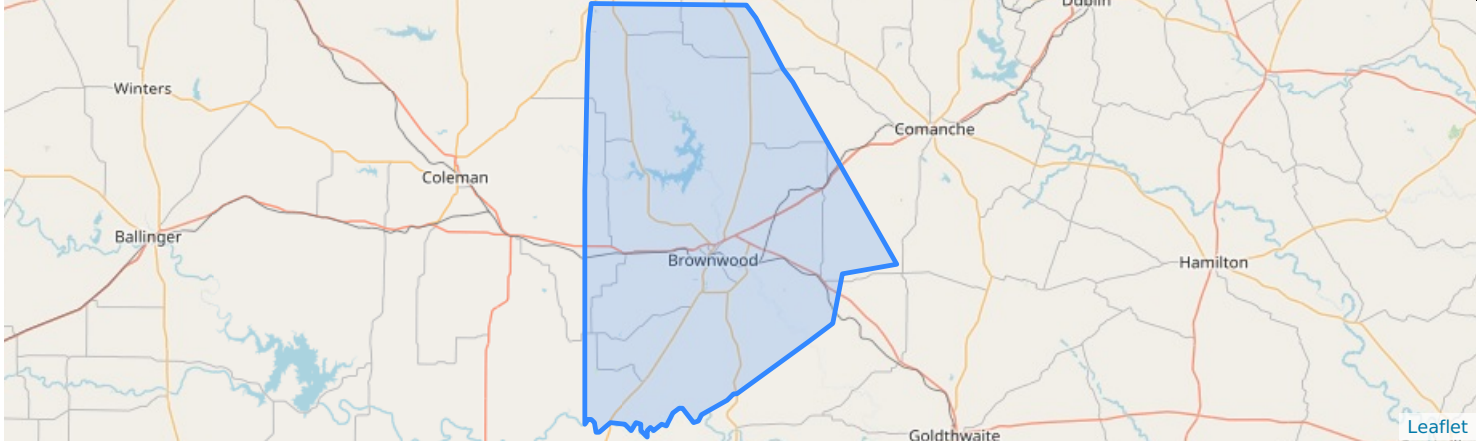 Dublin
Winters
Comanche
Coleman
Ballinger
Brownwood
Hamilton
Leaflet
Goldthwaite